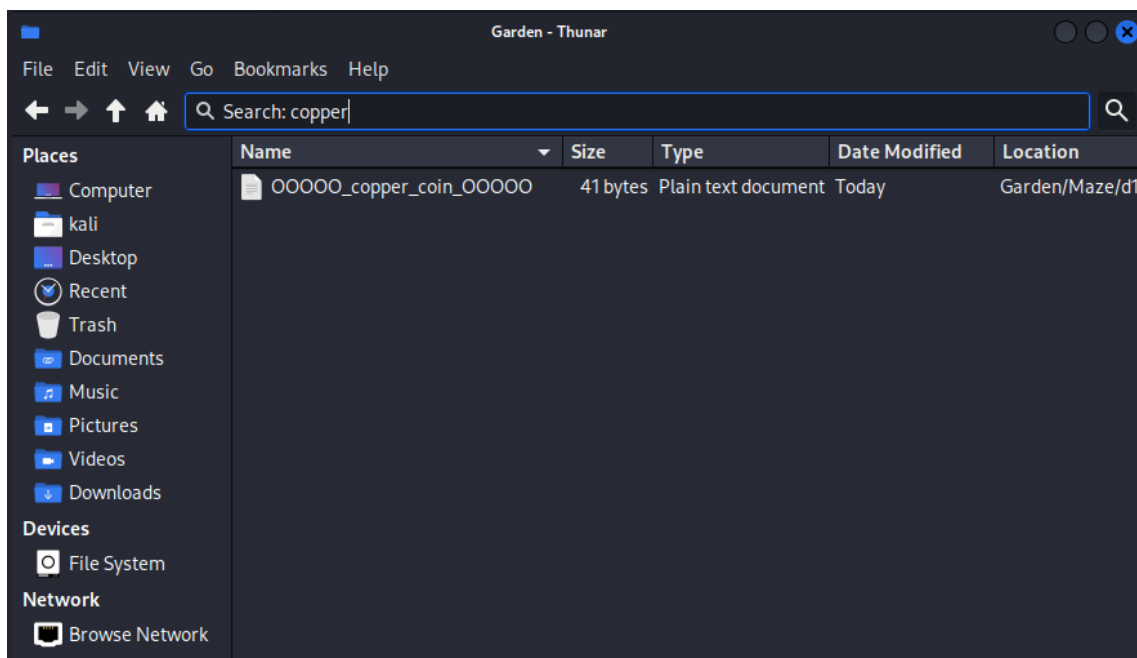 Garden - Thunar
File Edit View Go Bookmarks Help
Search: copper
Places
Name Size Type Date Modified Location
Computer
OOOOO_copper_coin_OOOOO 41 bytes Plain text document Today Garden/Maze/d1
kali
Desktop
Recent
Trash
Documents
Music
Pictures
Videos
Downloads
Devices
File System
Network
Browse Network